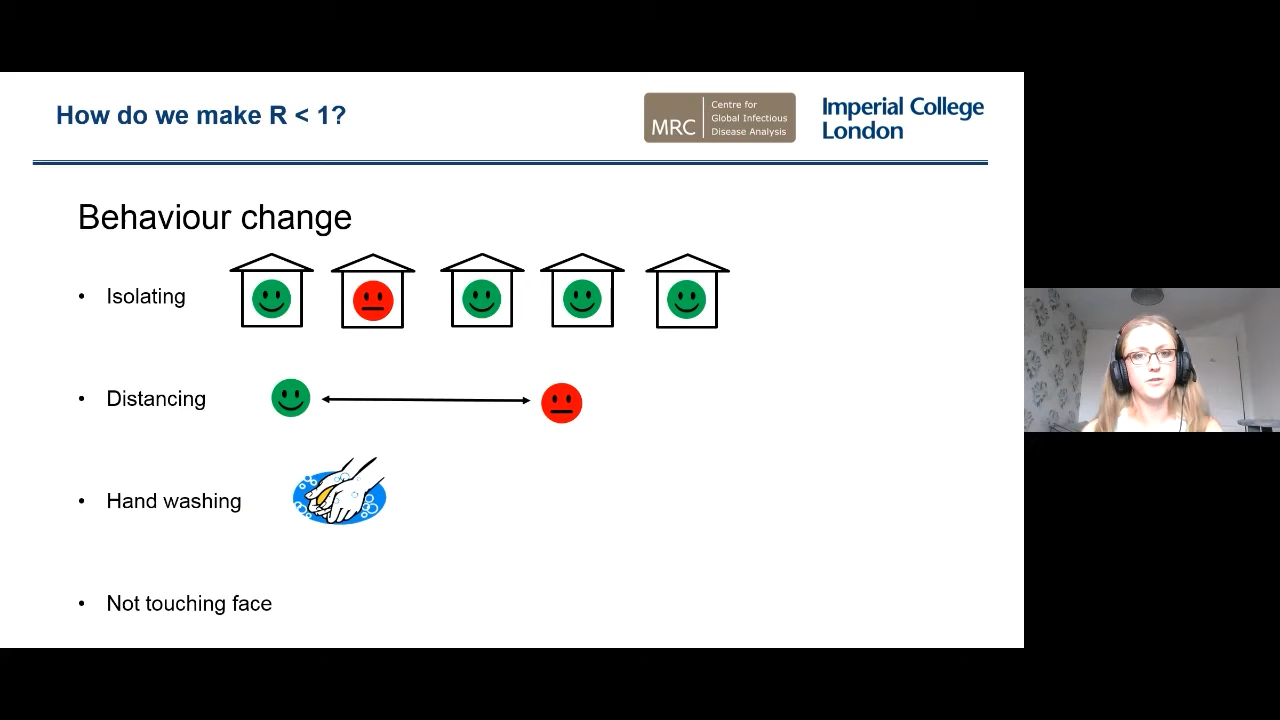 How do we make R < 1?
MRC
Centre for
Global Infectious
Disease Analysis
Imperial College
London
Behaviour change
• Isolating
• Distancing
• Hand washing
• Not touching face